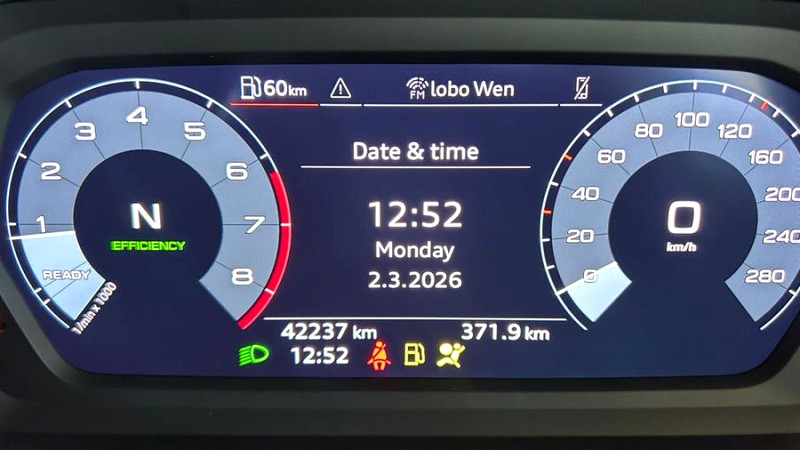 60km
FM lobo Wen
Date & time
12:52
Monday
2.3.2026
1 2 3 4 5 6 7 8
N
EFFICIENCY
READY
1/min x 1000
0 20 40 60 80 100 120 160 200 240 280
0
km/h
42237 km
371.9 km
12:52